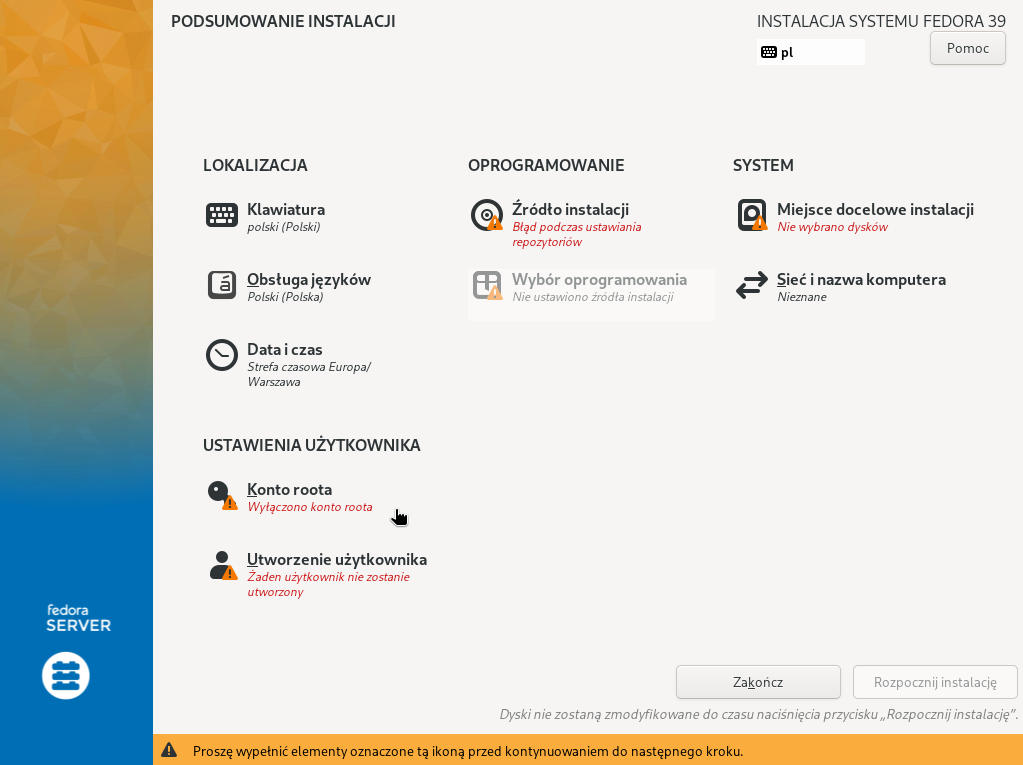 PODSUMOWANIE INSTALACJI
INSTALACJA SYSTEMU FEDORA 39
pl
Pomoc
LOKALIZACJA
Klawiatura
polski (Polski)
Obsługa języków
Polski (Polska)
Data i czas
Strefa czasowa Europa/
Warszawa
OPROGRAMOWANIE
Źródło instalacji
Błąd podczas ustawiania
repozytoriów
Wybór oprogramowania
Nie ustawiono źródła instalacji
SYSTEM
Miejsce docelowe instalacji
Nie wybrano dysków
Sieć i nazwa komputera
Nieznane
USTAWIENIA UŻYTKOWNIKA
Konto roota
Wyłączono konto roota
Utworzenie użytkownika
Żaden użytkownik nie zostanie
utworzony
fedora
SERVER
Zakończ
Rozpocznij instalację
Dyski nie zostaną zmodyfikowane do czasu naciśnięcia przycisku „Rozpocznij instalację”.
Proszę wypełnić elementy oznaczone tą ikoną przed kontynuowaniem do następnego kroku.